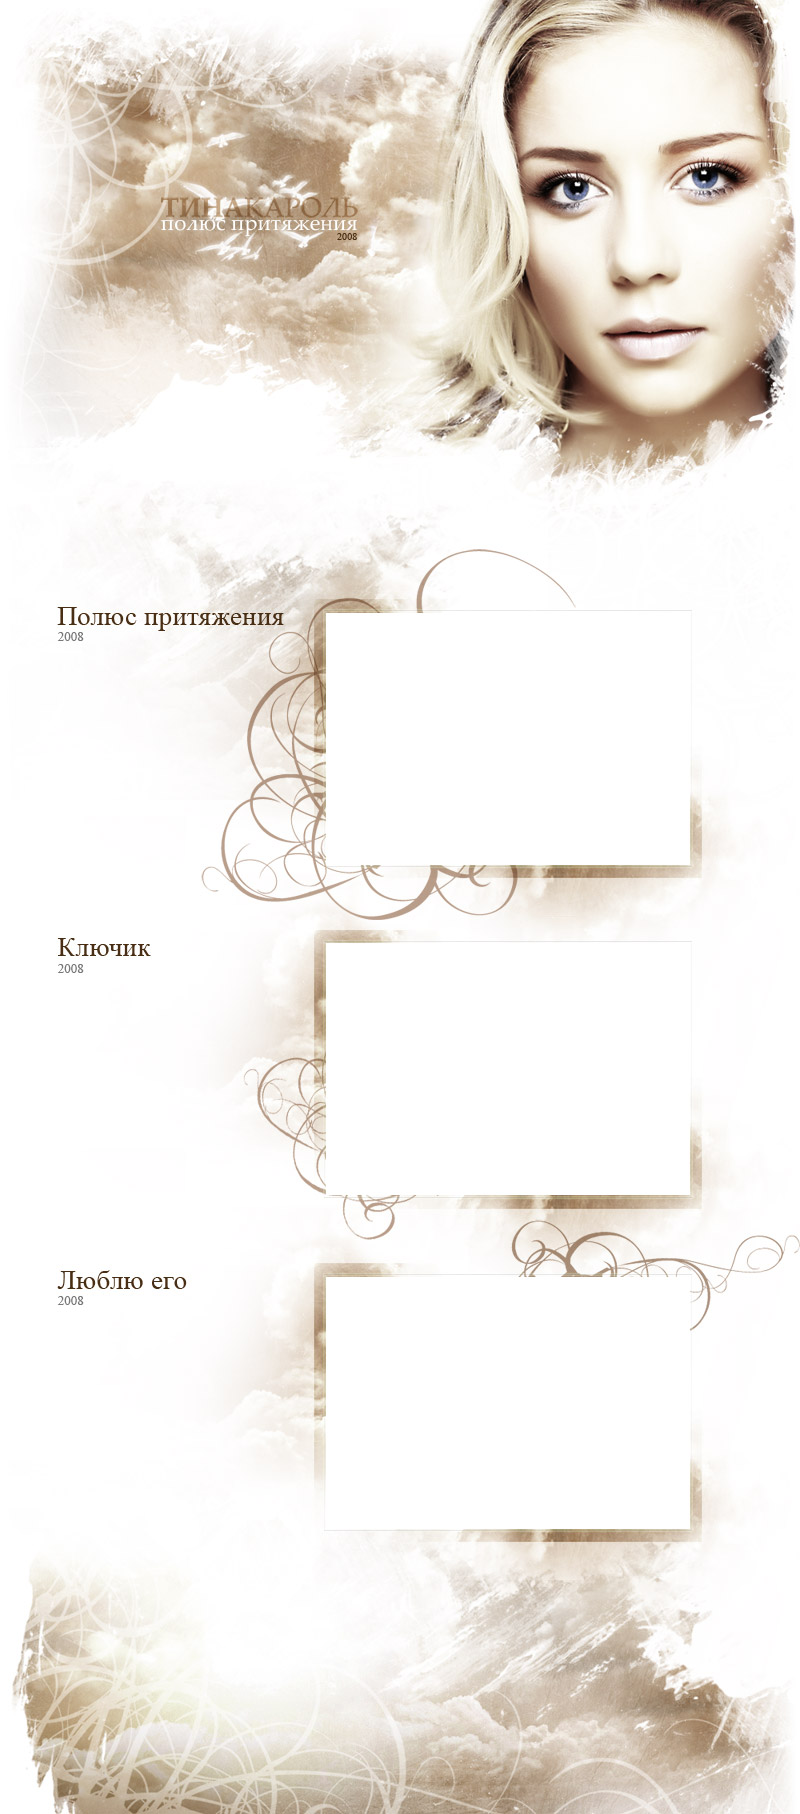 ТИНАКАРОЛЬ
полюс притяжения
2008
Полюс притяжения
2008
Ключик
2008
Люблю его
2008